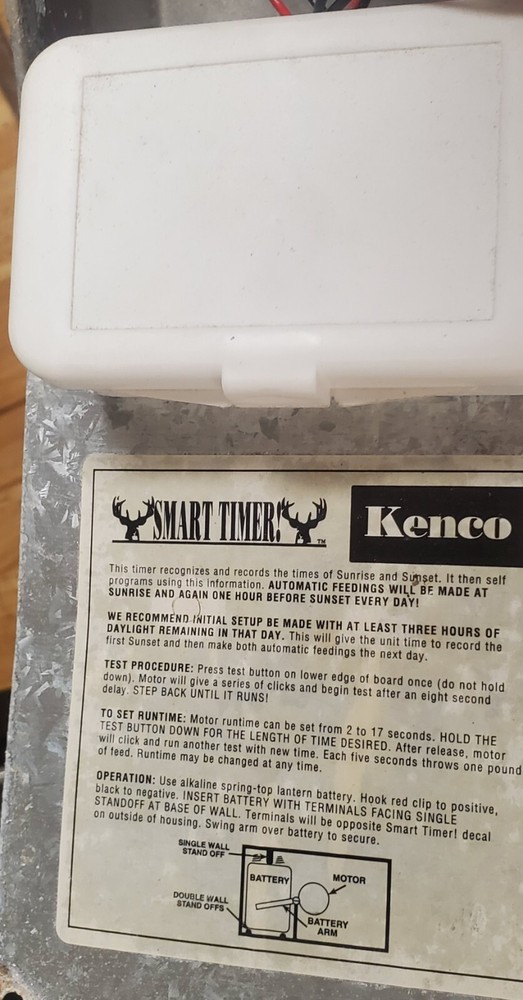 SMART TIMER! TM
Kenco
This timer recognizes and records the times of Sunrise and Sunset. It then self
programs using this information. AUTOMATIC FEEDINGS WILL BE MADE AT
SUNRISE AND AGAIN ONE HOUR BEFORE SUNSET EVERY DAY!
WE RECOMMEND INITIAL SETUP BE MADE WITH AT LEAST THREE HOURS OF
DAYLIGHT REMAINING IN THAT DAY. This will give the unit time to record the
first Sunset and then make both automatic feedings the next day.
TEST PROCEDURE: Press test button on lower edge of board once (do not hold
down). Motor will give a series of clicks and begin test after an eight second
delay. STEP BACK UNTIL IT RUNS!
TO SET RUNTIME: Motor runtime can be set from 2 to 17 seconds. HOLD THE
TEST BUTTON DOWN FOR THE LENGTH OF TIME DESIRED. After release, motor
will click and run another test with new time. Each five seconds throws one pound
of feed. Runtime may be changed at any time.
OPERATION: Use alkaline spring-top lantern battery. Hook red clip to positive,
black to negative. INSERT BATTERY WITH TERMINALS FACING SINGLE
STANDOFF AT BASE OF WALL. Terminals will be opposite Smart Timer! decal
on outside of housing. Swing arm over battery to secure.
SINGLE WALL
STAND OFF
BATTERY
MOTOR
DOUBLE WALL
STAND OFFS
BATTERY
ARM